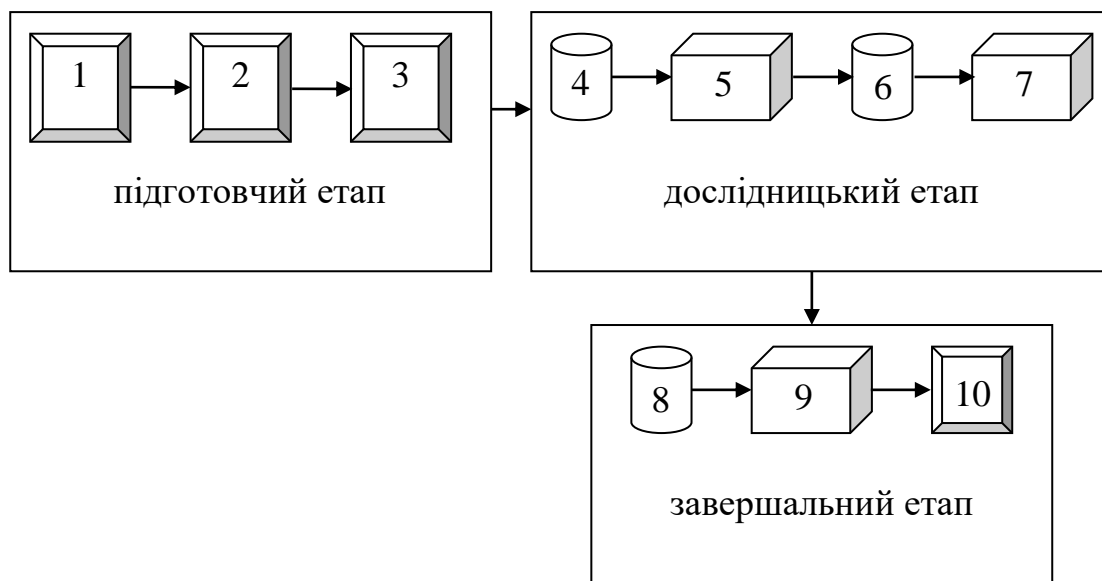 1 2 3
підготовчий етап
4 5 6 7
дослідницький етап
8 9 10
завершальний етап